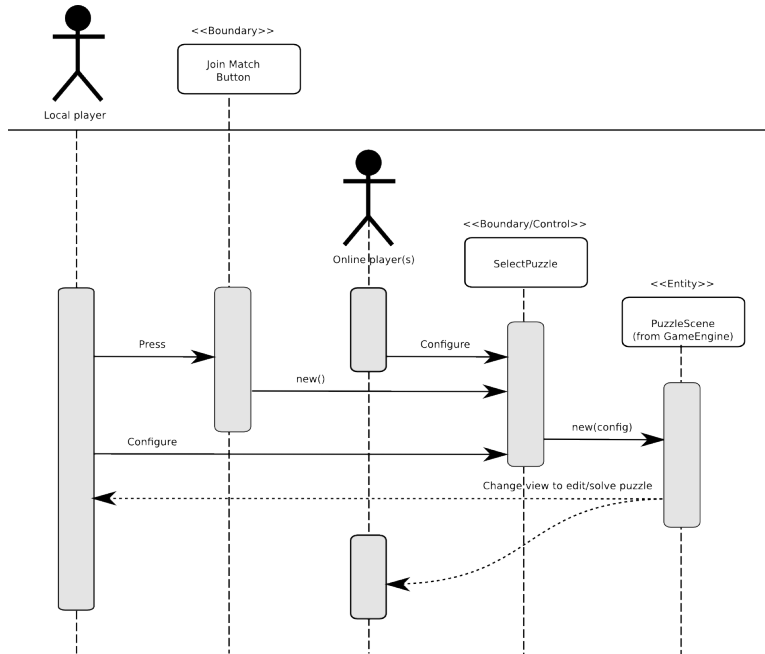 <<Boundary>>
Join Match
Button
Local player
Online player(s)
<<Boundary/Control>>
SelectPuzzle
<<Entity>>
PuzzleScene
(from GameEngine)
Press
Configure
new()
new(config)
Configure
Change view to edit/solve puzzle